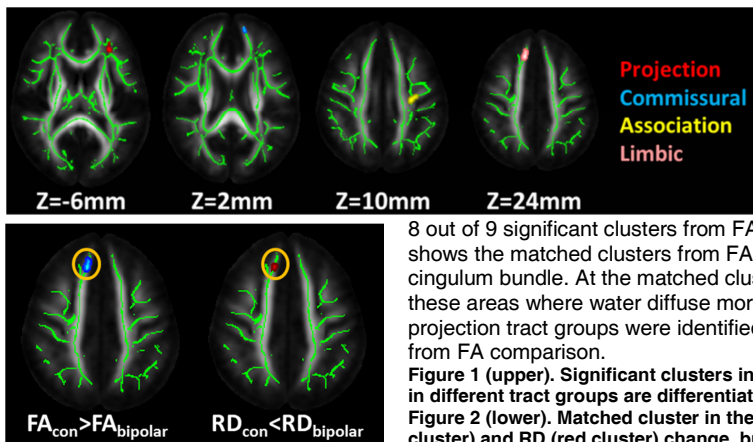 Projection
Commissural
Association
Limbic
Z=-6mm Z=2mm Z=10mm Z=24mm
8 out of 9 significant clusters from FA
shows the matched clusters from FA
cingulum bundle. At the matched clus
these areas where water diffuse mor
projection tract groups were identified
from FA comparison.
Figure 1 (upper). Significant clusters in
in different tract groups are differentiat
Figure 2 (lower). Matched cluster in the
cluster) and RD (red cluster) change
FAcon>FAbipolar RDcon<RDbipolar